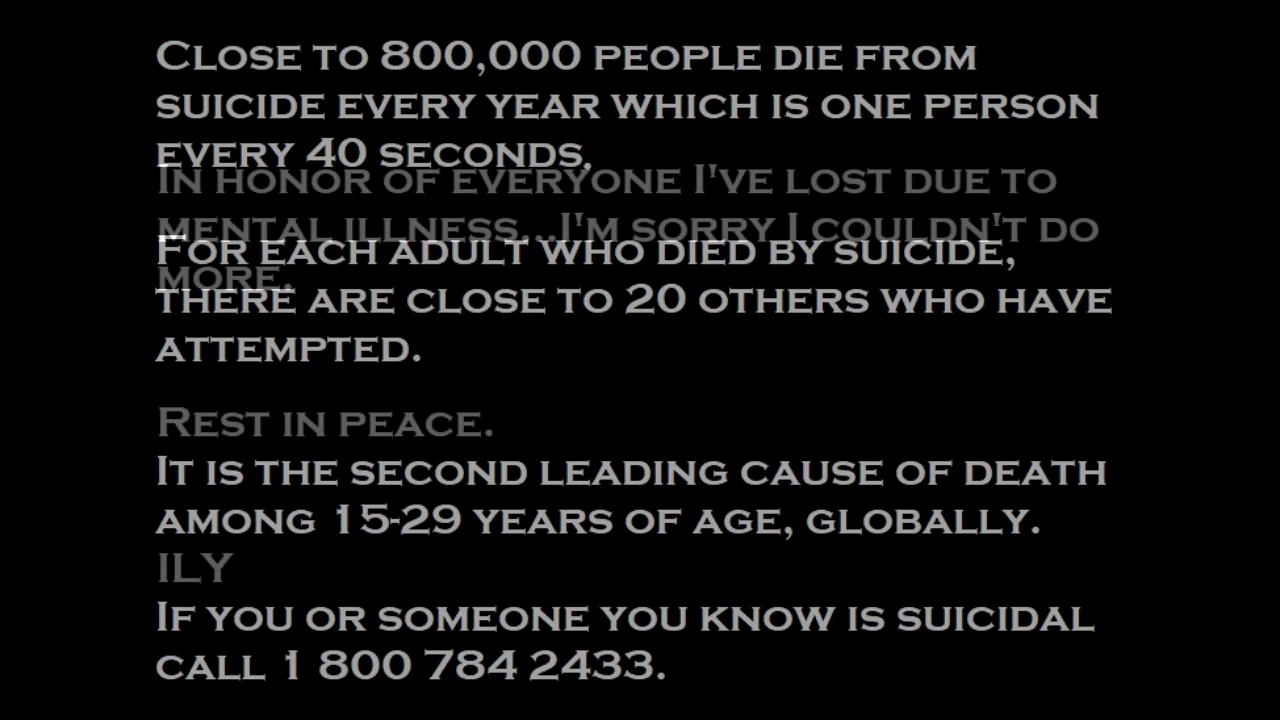 Close to 800,000 people die from
suicide every year which is one person
every 40 seconds.
In honor of everyone I've lost due to
mental illness...I'm sorry I couldn't do
more.
For each adult who died by suicide,
there are close to 20 others who have
attempted.
Rest in peace.
It is the second leading cause of death
among 15-29 years of age, globally.
ILY
If you or someone you know is suicidal
call 1 800 784 2433.